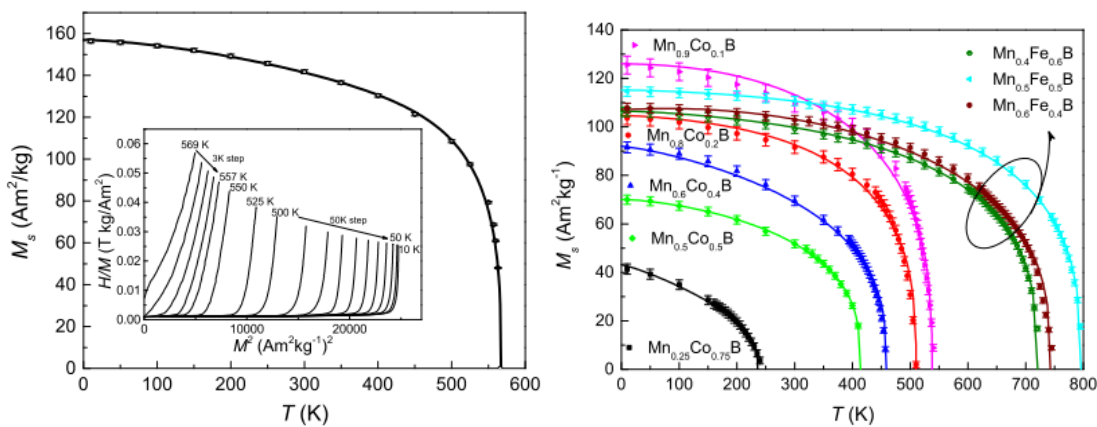 160
140
120
100
80
60
40
20
0
M_s (Am²/kg)
0 100 200 300 400 500 600
T (K)
0.06
0.05
0.04
0.03
0.02
0.01
0.00
H/M (T kg/Am²)
0 10000 20000
M² (Am²kg⁻¹)²
569 K
3K step
557 K
550 K
525 K
500 K
50K step
50 K
10 K
140
120
100
80
60
40
20
0
M_s (Am²kg⁻¹)
0 100 200 300 400 500 600 700 800
T (K)
Mn₀.₉Co₀.₁B
Mn₀.₈Co₀.₂B
Mn₀.₆Co₀.₄B
Mn₀.₅Co₀.₅B
Mn₀.₂₅Co₀.₇₅B
Mn₀.₄Fe₀.₆B
Mn₀.₅Fe₀.₅B
Mn₀.₆Fe₀.₄B